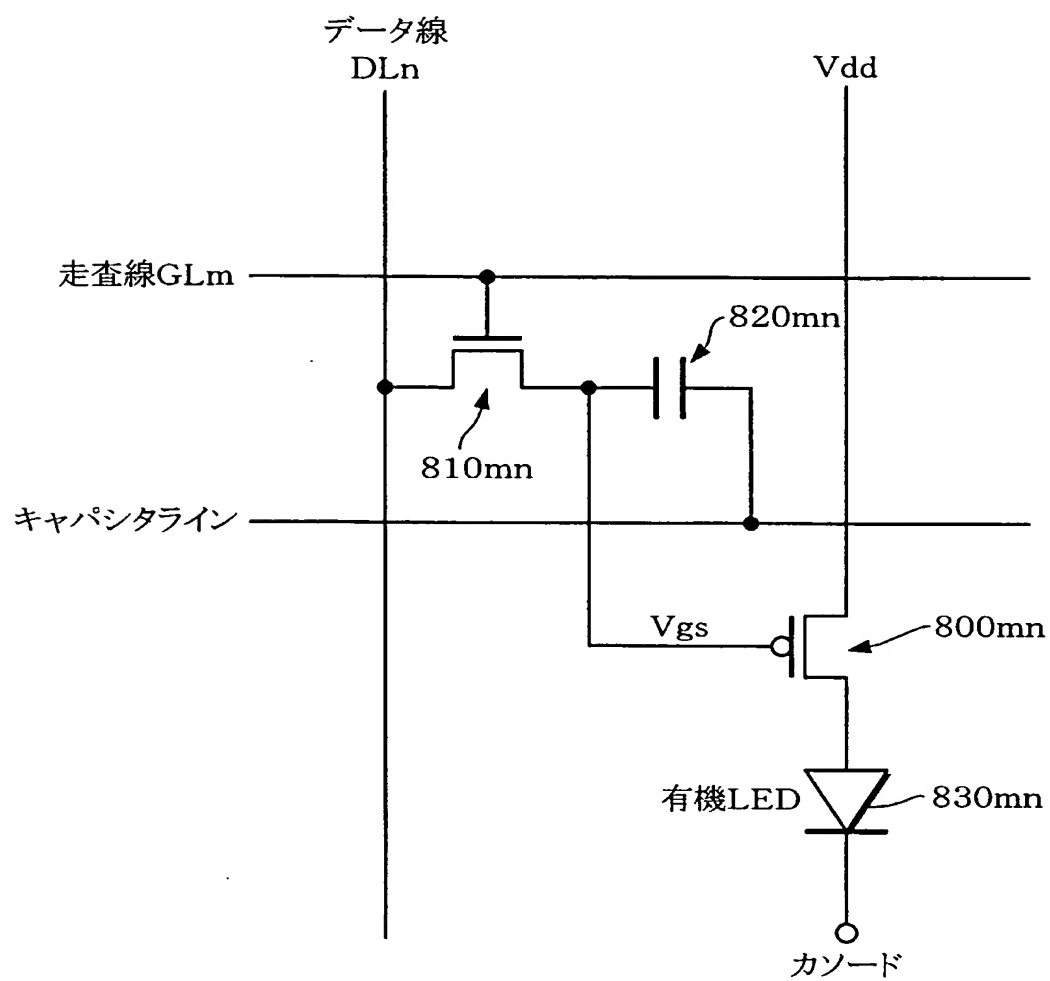 データ線
DLn
Vdd
走査線GLm
820mn
810mn
キャパシタライン
Vgs
800mn
有機LED
830mn
カソード